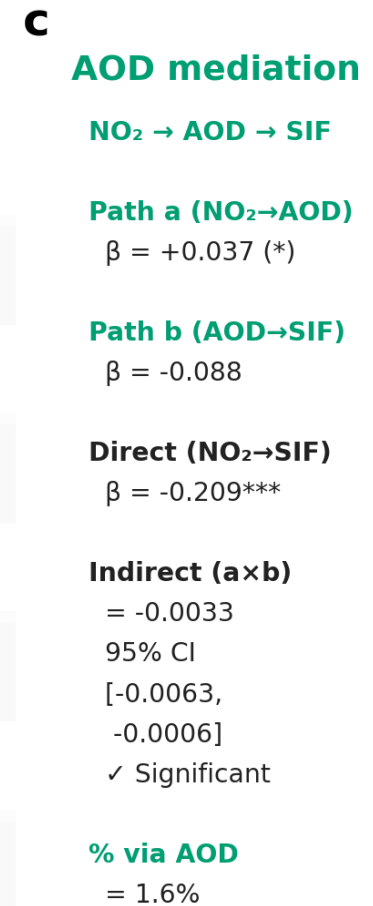 c
AOD mediation
NO₂ → AOD → SIF
Path a (NO₂→AOD)
β = +0.037 (*)
Path b (AOD→SIF)
β = -0.088
Direct (NO₂→SIF)
β = -0.209***
Indirect (a×b)
= -0.0033
95% CI
[-0.0063,
-0.0006]
✓ Significant
% via AOD
= 1.6%